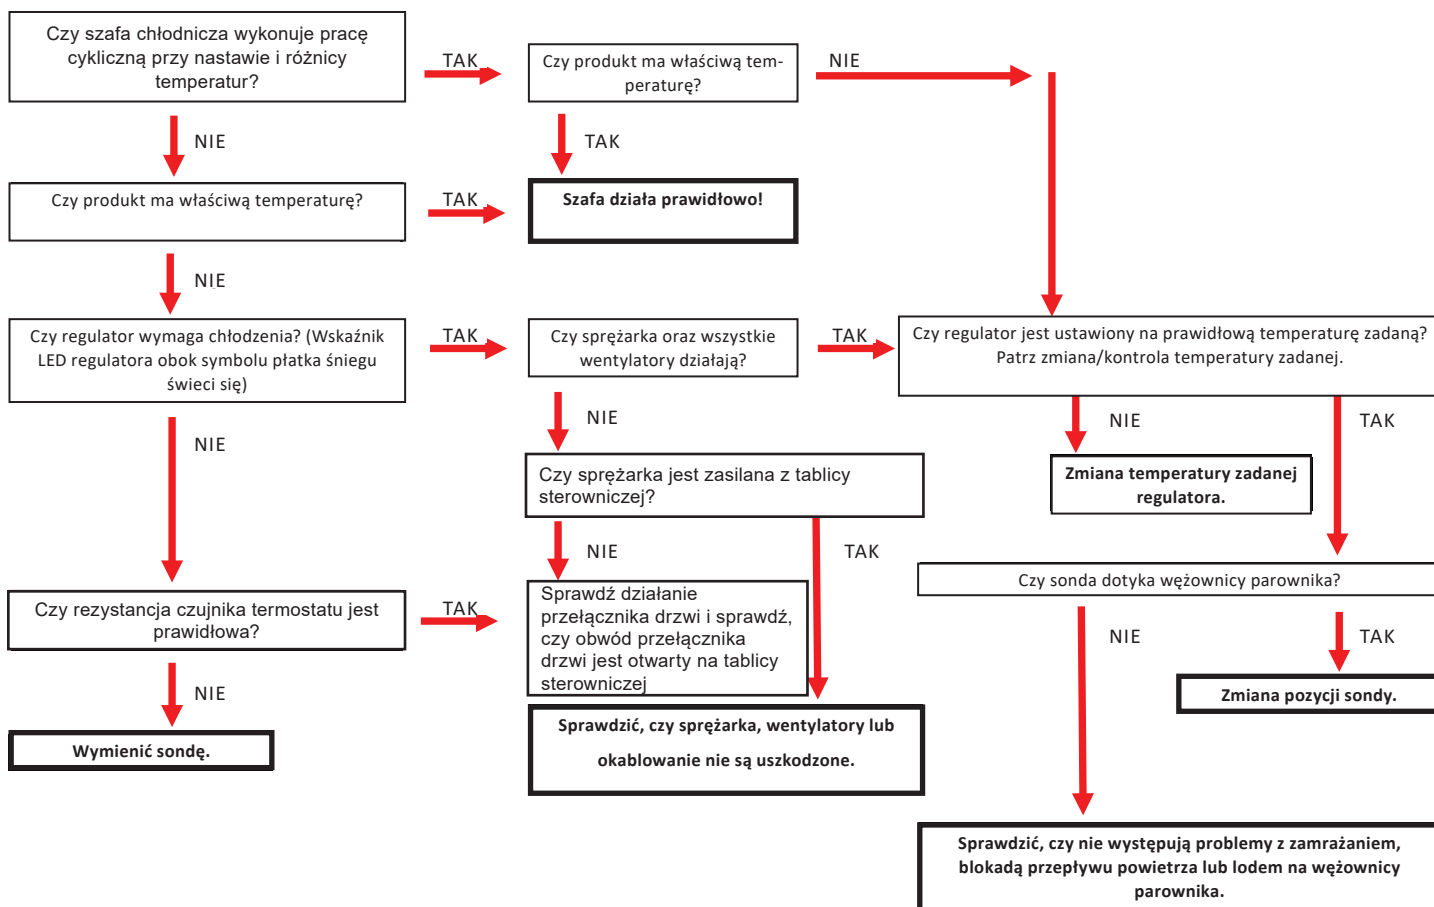 Czy szafa chłodnicza wykonuje pracę
cykliczną przy nastawie i różnicy
temperatur?
TAK
Czy produkt ma właściwą tem-
peraturę?
NIE
NIE
TAK
Czy produkt ma właściwą temperaturę?
TAK
Szafa działa prawidłowo!
NIE
Czy regulator wymaga chłodzenia? (Wskaźnik
LED regulatora obok symbolu płatka śniegu
świeci się)
TAK
Czy sprężarka oraz wszystkie
wentylatory działają?
TAK
Czy regulator jest ustawiony na prawidłową temperaturę zadaną?
Patrz zmiana/kontrola temperatury zadanej.
NIE
NIE
NIE
TAK
Czy sprężarka jest zasilana z tablicy
sterowniczej?
Zmiana temperatury zadanej
regulatora.
NIE
TAK
Czy sonda dotyka wężownicy parownika?
Czy rezystancja czujnika termostatu jest
prawidłowa?
TAK
Sprawdź działanie
przełącznika drzwi i sprawdź,
czy obwód przełącznika
drzwi jest otwarty na tablicy
sterowniczej
NIE
TAK
NIE
Zmiana pozycji sondy.
Wymienić sondę.
Sprawdzić, czy sprężarka, wentylatory lub
okablowanie nie są uszkodzone.
Sprawdzić, czy nie występują problemy z zamrażaniem,
blokadą przepływu powietrza lub lodem na wężownicy
parownika.